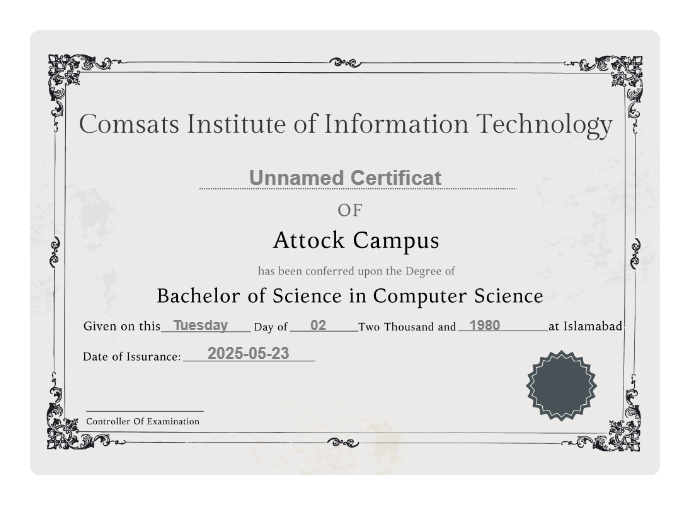 Comsats Institute of Information Technology
Unnamed Certificat
OF
Attock Campus
has been conferred upon the Degree of
Bachelor of Science in Computer Science
Given on this Tuesday Day of 02 Two Thousand and 1980 at Islamabad
Date of Issurance: 2025-05-23
Controller Of Examination